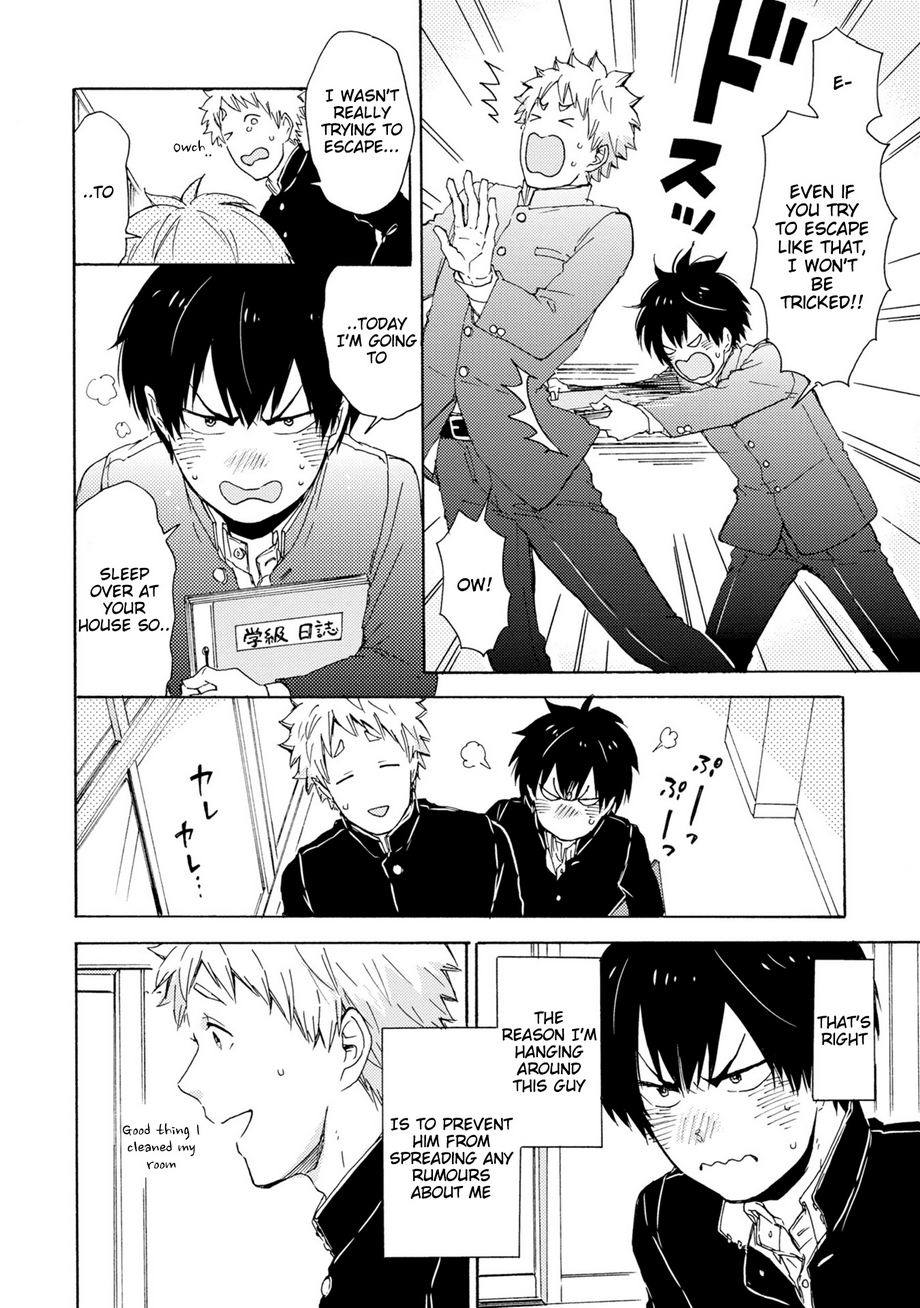 E-
EVEN IF
YOU TRY
TO ESCAPE
LIKE THAT,
I WON'T
BE
TRICKED!!
ドスッ
OW!
I WASN'T
REALLY
TRYING TO
ESCAPE...
Owch..
..TO
..TODAY
I'M GOING
TO
SLEEP
OVER AT
YOUR
HOUSE SO..
学級日誌
ぷーっ
ぷーっ
ヤレ
ヤレ...
THAT'S
RIGHT
THE
REASON I'M
HANGING
AROUND
THIS GUY
IS TO PREVENT
HIM FROM
SPREADING ANY
RUMOURS
ABOUT ME
Good thing I
cleaned my
room